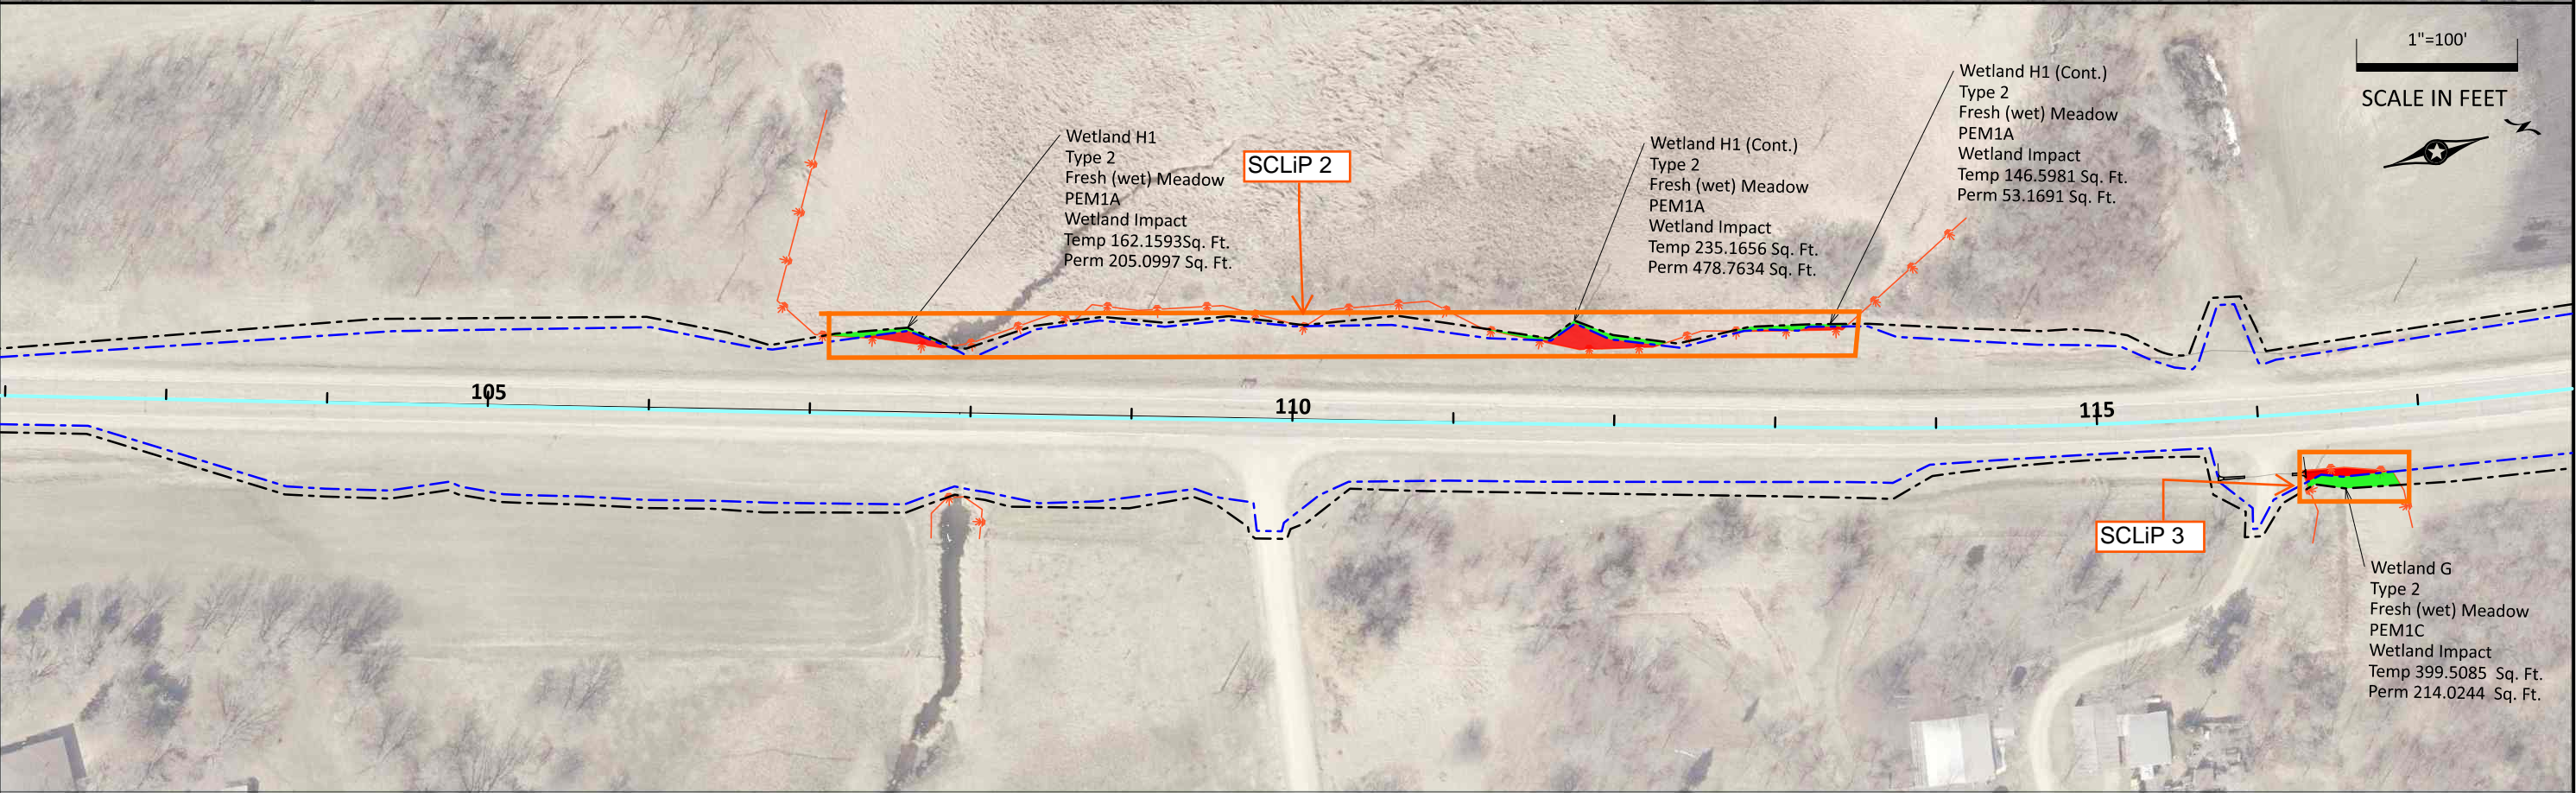 1"=100'
SCALE IN FEET
Wetland H1 (Cont.)
Type 2
Fresh (wet) Meadow
PEM1A
Wetland Impact
Temp 146.5981 Sq. Ft.
Perm 53.1691 Sq. Ft.
Wetland H1
Type 2
Fresh (wet) Meadow
PEM1A
Wetland Impact
Temp 162.1593Sq. Ft.
Perm 205.0997 Sq. Ft.
SCLiP 2
Wetland H1 (Cont.)
Type 2
Fresh (wet) Meadow
PEM1A
Wetland Impact
Temp 235.1656 Sq. Ft.
Perm 478.7634 Sq. Ft.
105
110
115
SCLiP 3
Wetland G
Type 2
Fresh (wet) Meadow
PEM1C
Wetland Impact
Temp 399.5085 Sq. Ft.
Perm 214.0244 Sq. Ft.